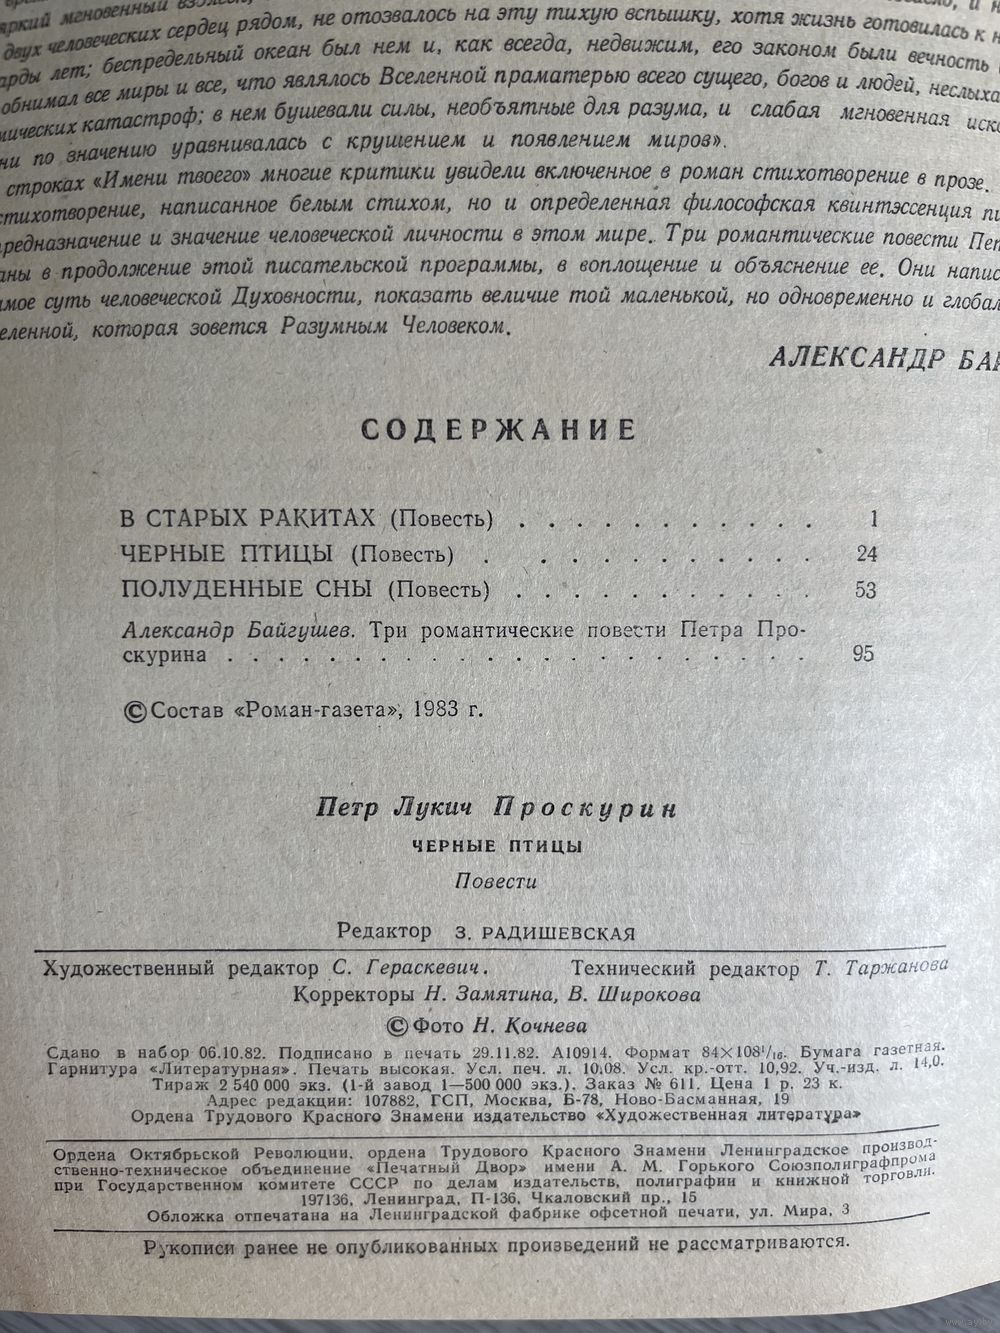 яркий мгновенный
двух человеческих сердец рядом, не отозвалось на эту тихую вспышку, хотя жизнь готовилась к
лет; беспредельный океан был нем и, как всегда, недвижим, его законом были вечность
обнимал все миры и все, что являлось Вселенной праматерью всего сущего, богов и людей,
катастроф; в нем бушевали силы, необъятные для разума, и слабая мгновенная
по значению уравнивалась с крушением и появлением миров».
строках «Имени твоего» многие критики увидели включенное в роман стихотворение в прозе.
стихотворение, написанное белым стихом, но и определенная философская квинтэссенция
предназначение и значение человеческой личности в этом мире. Три романтические повести
в продолжение этой писательской программы, в воплощение и объяснение ее. Они
суть человеческой Духовности, показать величие той маленькой, но одновременно и
которая зовется Разумным Человеком.
АЛЕКСАНДР
СОДЕРЖАНИЕ
В СТАРЫХ РАКИТАХ (Повесть) . . . . . . . . . . . . 1
ЧЕРНЫЕ ПТИЦЫ (Повесть) . . . . . . . . . . . . 24
ПОЛУДЕННЫЕ СНЫ (Повесть) . . . . . . . . . . . . 53
Александр Байгушев. Три романтические повести Петра Про-
скурина . . . . . . . . . . . . . . . . . . . . . 95
© Состав «Роман-газета», 1983 г.
Петр Лукич Проскурин
ЧЕРНЫЕ ПТИЦЫ
Повести
Редактор З. РАДИШЕВСКАЯ
Художественный редактор С. Гераскевич. Технический редактор Т. Таржанова
Корректоры Н. Замятина, В. Широкова
© Фото Н. Кочнева
Сдано в набор 06.10.82. Подписано в печать 29.11.82. А10914. Формат 84×108¹/₁₆. Бумага газетная.
Гарнитура «Литературная». Печать высокая. Усл. печ. л. 10,08. Усл. кр.-отт. 10,92. Уч.-изд. л. 14,0.
Тираж 2 540 000 экз. (1-й завод 1—500 000 экз.). Заказ № 611. Цена 1 р. 23 к.
Адрес редакции: 107882, ГСП, Москва, Б-78, Ново-Басманная, 19
Ордена Трудового Красного Знамени издательство «Художественная литература»
Ордена Октябрьской Революции, ордена Трудового Красного Знамени Ленинградское производ-
ственно-техническое объединение «Печатный Двор» имени А. М. Горького Союзполиграфпрома
при Государственном комитете СССР по делам издательств, полиграфии и книжной торговли.
197136, Ленинград, П-136, Чкаловский пр., 15
Обложка отпечатана на Ленинградской фабрике офсетной печати, ул. Мира, 3
Рукописи ранее не опубликованных произведений не рассматриваются.
www.ay.by